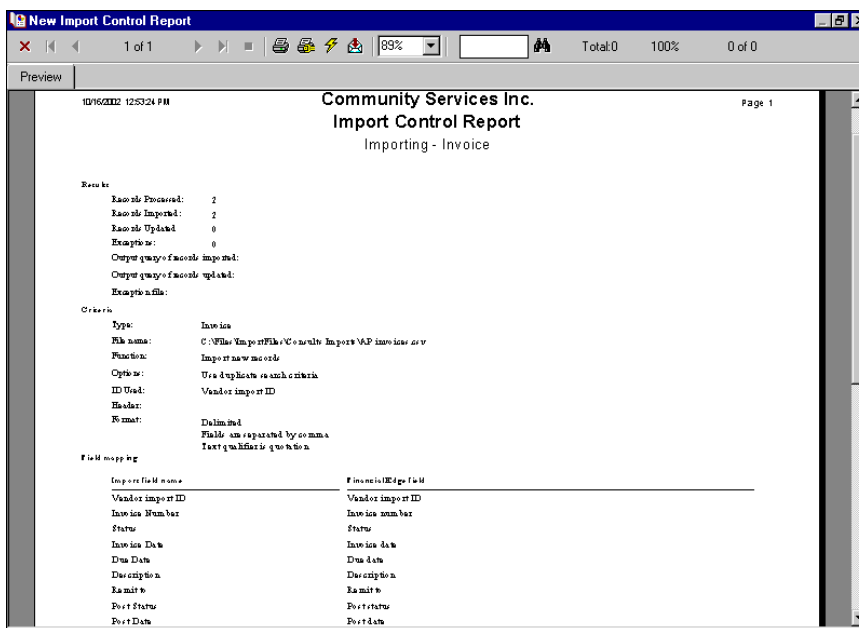 New Import Control Report
1 of 1 89% Total:0 100% 0 of 0
Preview
10/16/2002 12:53:24 PM Community Services Inc. Page 1
Import Control Report
Importing - Invoice
Results
Records Processed: 2
Records Imported: 2
Records Updated 0
Exceptions: 0
Output query of records imported:
Output query of records updated:
Exception file:
Criteria
Type: Invoice
File name: C:\Files\ImportFiles\Consults Imports\AP invoices.csv
Function: Import new records
Options: Use duplicate search criteria
ID Used: Vendor import ID
Header:
Format: Delimited
Fields are separated by comma
Text qualifier is quotation
Field mapping
Import field name Financial Edge field
Vendor import ID Vendor import ID
Invoice Number Invoice number
Status Status
Invoice Date Invoice date
Due Date Due date
Description Description
Remit to Remit to
Post Status Post status
Post Date Post date